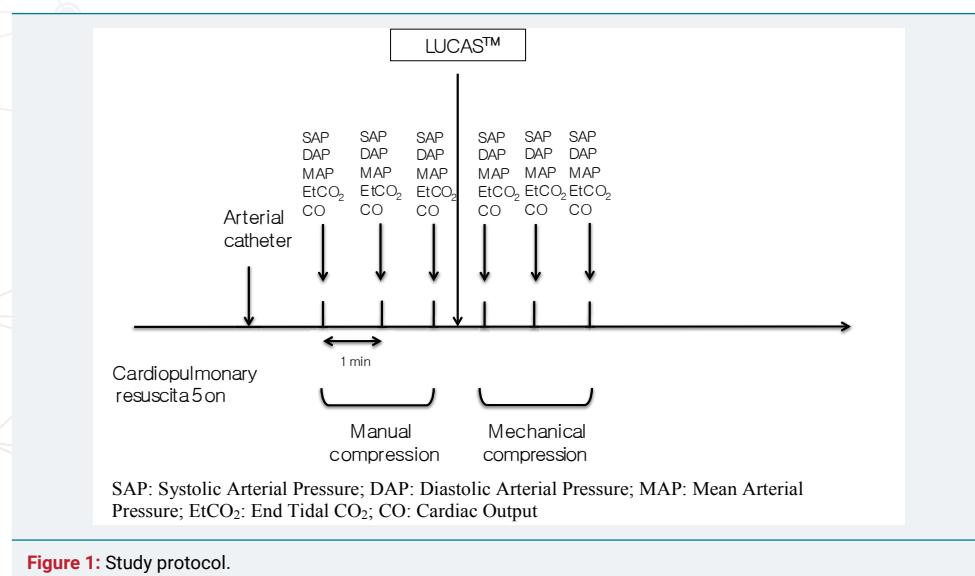 LUCAS™
SAP SAP SAP SAP SAP SAP
DAP DAP DAP DAP DAP DAP
MAP MAP MAP MAP MAP MAP
EtCO₂ EtCO₂ EtCO₂ EtCO₂ EtCO₂ EtCO₂
CO CO CO CO CO CO
Arterial
catheter
1 min
Cardiopulmonary
resuscita5on
Manual
compression
Mechanical
compression
SAP: Systolic Arterial Pressure; DAP: Diastolic Arterial Pressure; MAP: Mean Arterial
Pressure; EtCO₂: End Tidal CO₂; CO: Cardiac Output
Figure 1: Study protocol.